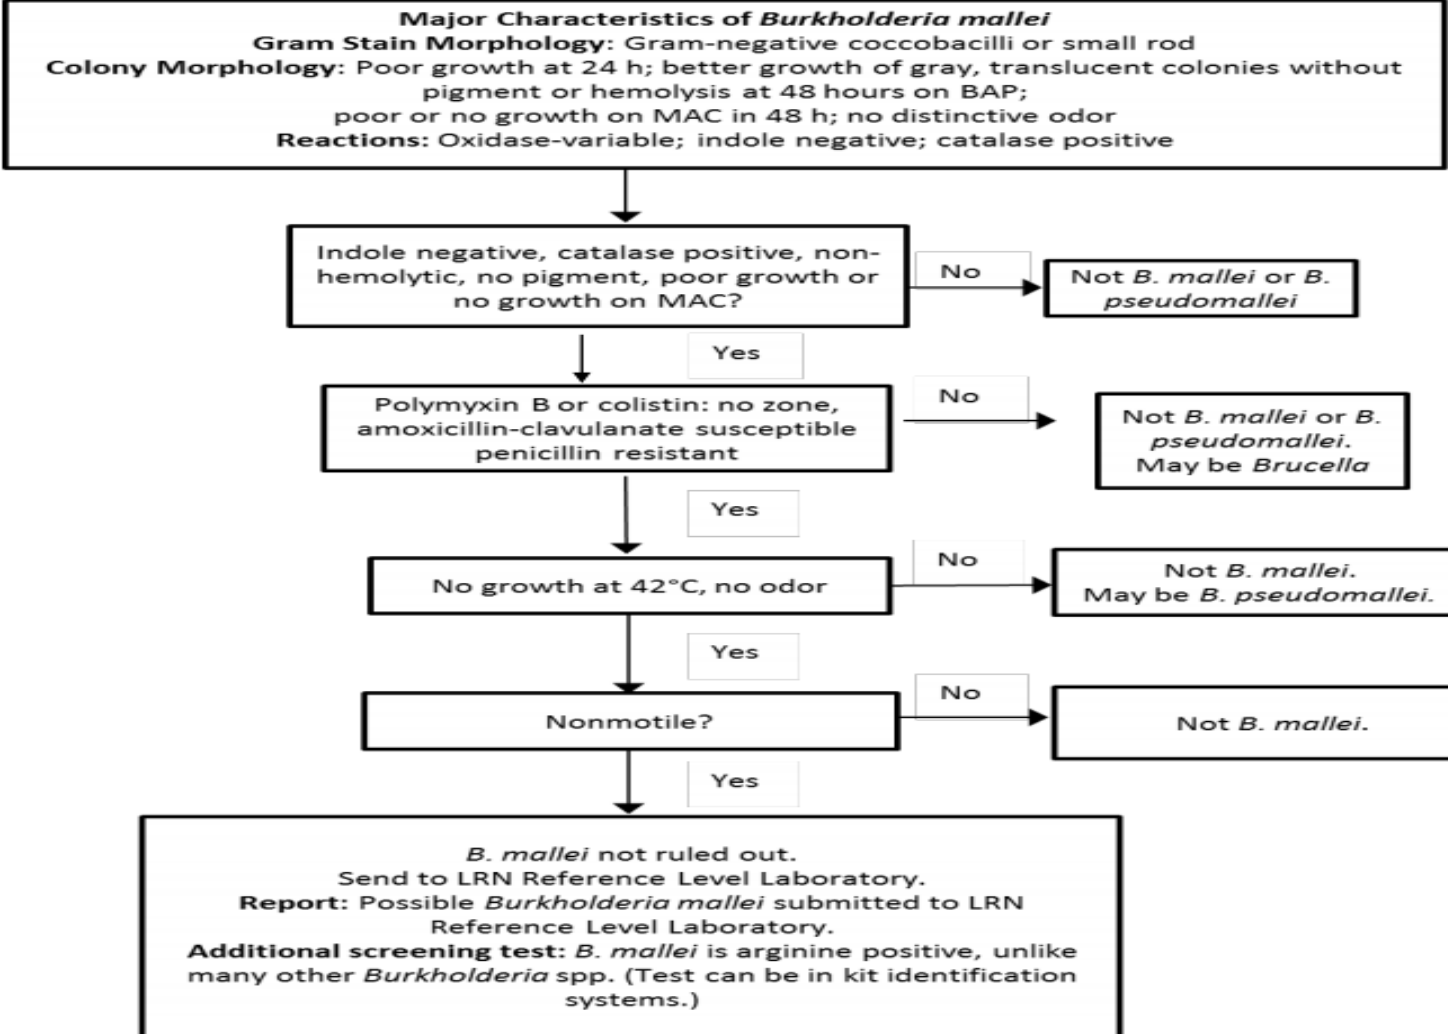 Major Characteristics of Burkholderia mallei
Gram Stain Morphology: Gram-negative coccobacilli or small rod
Colony Morphology: Poor growth at 24 h; better growth of gray, translucent colonies without
pigment or hemolysis at 48 hours on BAP;
poor or no growth on MAC in 48 h; no distinctive odor
Reactions: Oxidase-variable; indole negative; catalase positive
Indole negative, catalase positive, non-
hemolytic, no pigment, poor growth or
no growth on MAC?
No
Not B. mallei or B.
pseudomallei
Yes
Polymyxin B or colistin: no zone,
amoxicillin-clavulanate susceptible
penicillin resistant
No
Not B. mallei or B.
pseudomallei.
May be Brucella
Yes
No growth at 42°C, no odor
No
Not B. mallei.
May be B. pseudomallei.
Yes
Nonmotile?
No
Not B. mallei.
Yes
B. mallei not ruled out.
Send to LRN Reference Level Laboratory.
Report: Possible Burkholderia mallei submitted to LRN
Reference Level Laboratory.
Additional screening test: B. mallei is arginine positive, unlike
many other Burkholderia spp. (Test can be in kit identification
systems.)